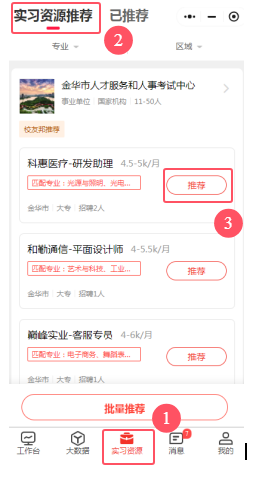 实习资源推荐 已推荐
2
专业 区域
金华市人才服务和人事考试中心
事业单位 国家机构 11-50人
校友邦推荐
科惠医疗-研发助理 4.5-5k/月
匹配专业：光源与照明、光电...
推荐
金华市 大专 招聘2人
3
和勤通信-平面设计师 4-5.5k/月
匹配专业：艺术与科技、工业...
推荐
金华市 大专 招聘1人
巅峰实业-客服专员 4-6k/月
匹配专业：电子商务、舞蹈表...
推荐
金华市 大专 招聘1人
批量推荐
1
7
工作台 大数据 实习资源 消息 我的